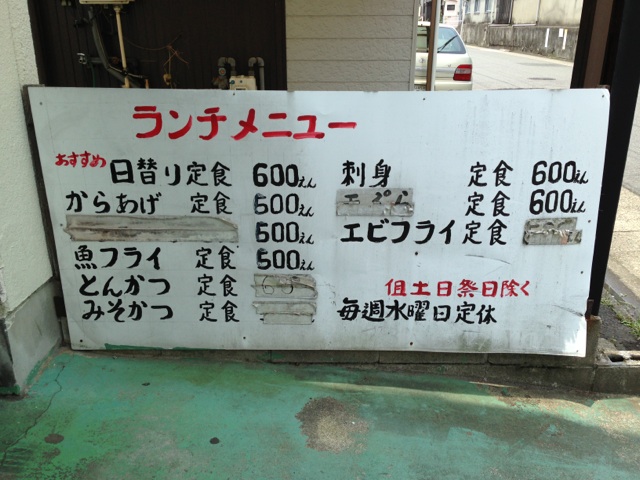 ランチメニュー
おすすめ 日替り定食 600えん
からあげ 定食 600えん
600えん
魚フライ 定食 600えん
とんかつ 定食
みそかつ 定食
刺身 定食 600えん
天ぷら 定食 600えん
エビフライ定食
但土日祭日除く
毎週水曜日定休